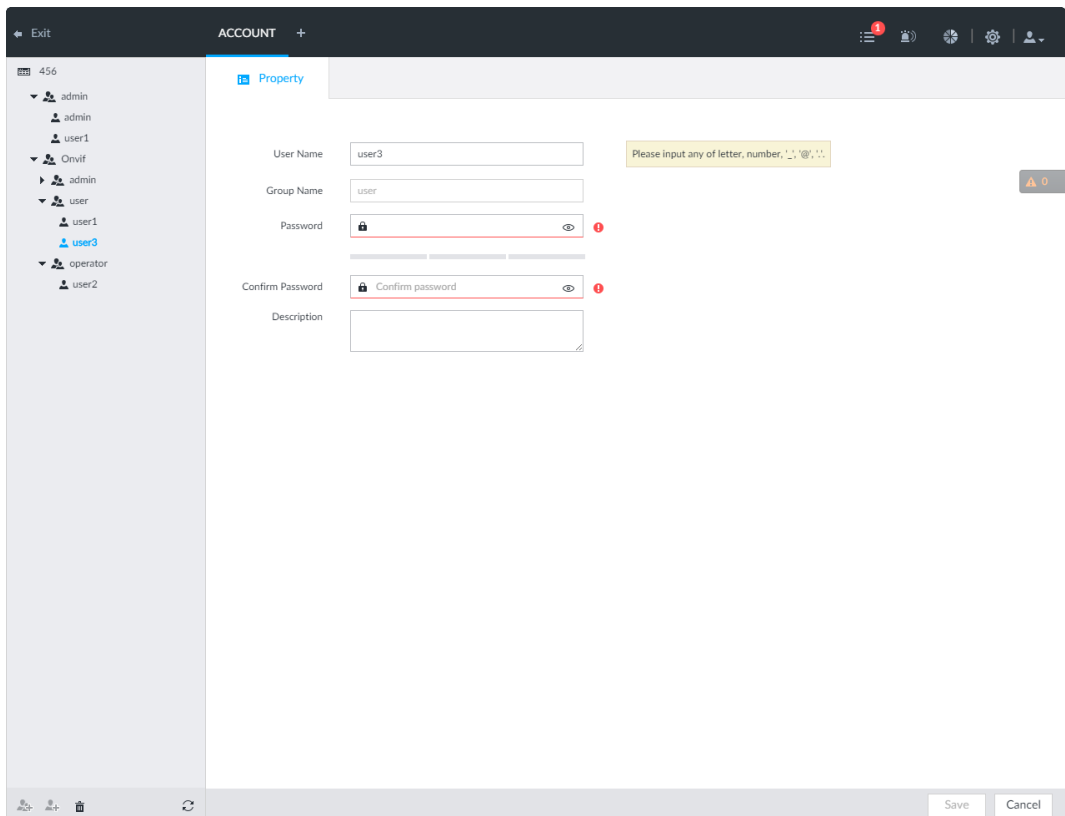 Exit
ACCOUNT +
1
456
admin
admin
user1
Onvif
admin
user
user1
user3
operator
user2
Property
User Name
user3
Please input any of letter, number, '_', '@', '.'.
Group Name
user
0
Password
Confirm Password
Confirm password
Description
Save
Cancel